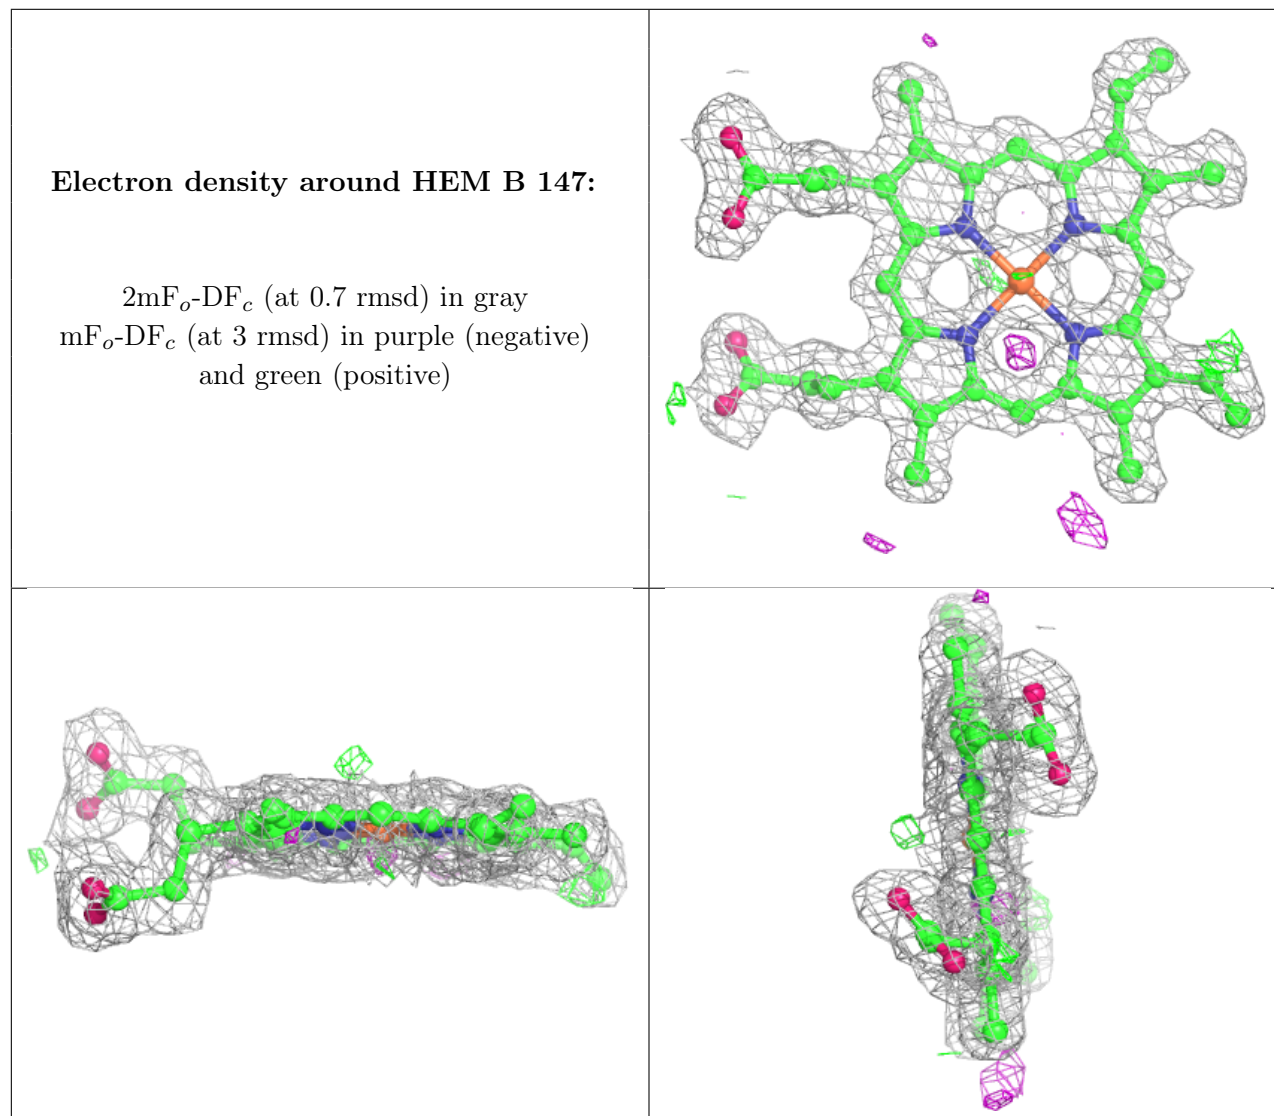 Electron density around HEM B 147:
2mFₒ-DF𝒸 (at 0.7 rmsd) in gray
mFₒ-DF𝒸 (at 3 rmsd) in purple (negative)
and green (positive)